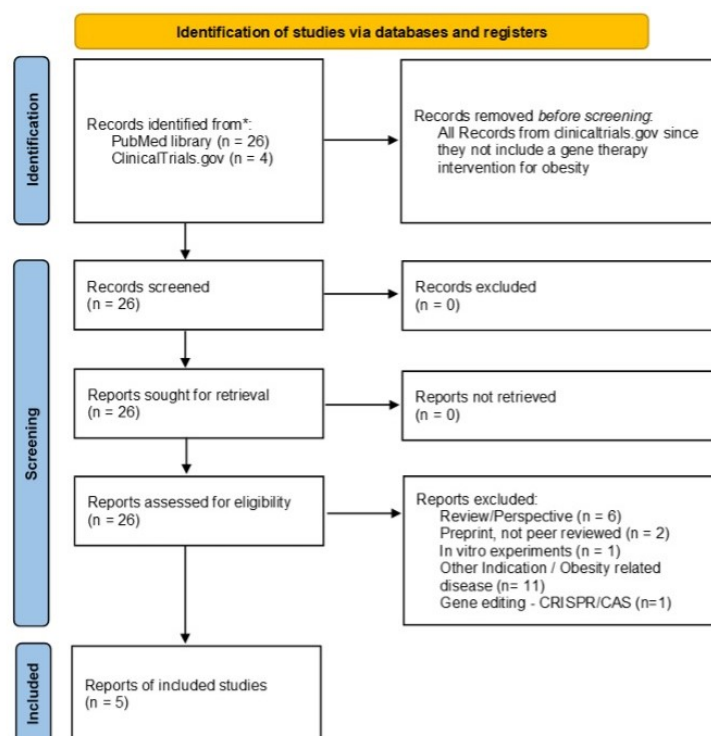 Identification of studies via databases and registers
Identification
Records identified from*:
PubMed library (n = 26)
ClinicalTrials.gov (n = 4)
Records removed before screening:
All Records from clinicaltrials.gov since
they not include a gene therapy
intervention for obesity
Screening
Records screened
(n = 26)
Records excluded
(n = 0)
Reports sought for retrieval
(n = 26)
Reports not retrieved
(n = 0)
Reports assessed for eligibility
(n = 26)
Reports excluded:
Review/Perspective (n = 6)
Preprint, not peer reviewed (n = 2)
In vitro experiments (n = 1)
Other Indication / Obesity related
disease (n= 11)
Gene editing - CRISPR/CAS (n=1)
Included
Reports of included studies
(n = 5)